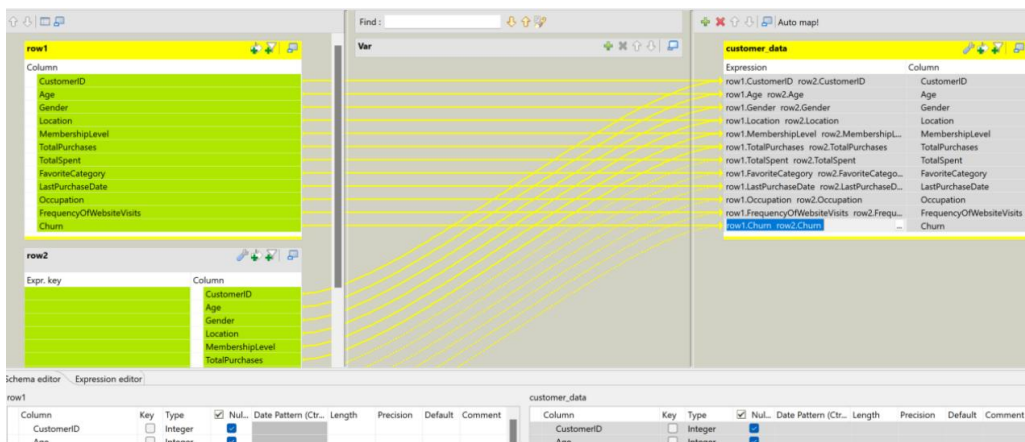 Find :
Auto map!
row1
Column
CustomerID
Age
Gender
Location
MembershipLevel
TotalPurchases
TotalSpent
FavoriteCategory
LastPurchaseDate
Occupation
FrequencyOfWebsiteVisits
Churn
row2
Expr. key Column
CustomerID
Age
Gender
Location
MembershipLevel
TotalPurchases
Var
customer_data
Expression Column
row1.CustomerID row2.CustomerID CustomerID
row1.Age row2.Age Age
row1.Gender row2.Gender Gender
row1.Location row2.Location Location
row1.MembershipLevel row2.MembershipL... MembershipLevel
row1.TotalPurchases row2.TotalPurchases TotalPurchases
row1.TotalSpent row2.TotalSpent TotalSpent
row1.FavoriteCategory row2.FavoriteCatego... FavoriteCategory
row1.LastPurchaseDate row2.LastPurchaseD... LastPurchaseDate
row1.Occupation row2.Occupation Occupation
row1.FrequencyOfWebsiteVisits row2.Frequ... FrequencyOfWebsiteVisits
row1.Churn row2.Churn ... Churn
Schema editor Expression editor
row1
Column Key Type Nul... Date Pattern (Ctr... Length Precision Default Comment
CustomerID Integer
Age Integer
customer_data
Column Key Type Nul... Date Pattern (Ctr... Length Precision Default Comment
CustomerID Integer
Age Integer